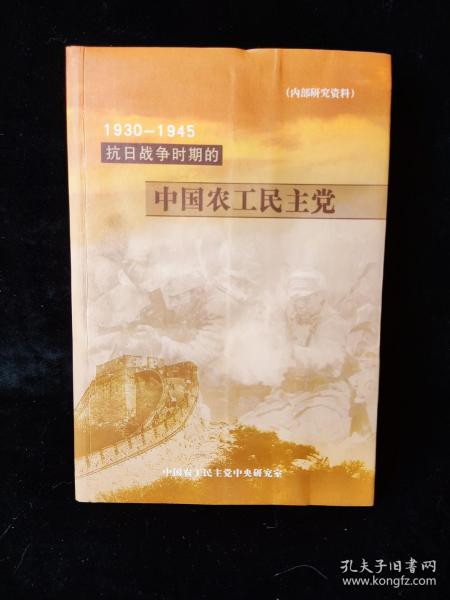 （内部研究资料）
1930—1945
抗日战争时期的
中国农工民主党
中国农工民主党中央研究室
孔夫子旧书网
www.kongfz.com